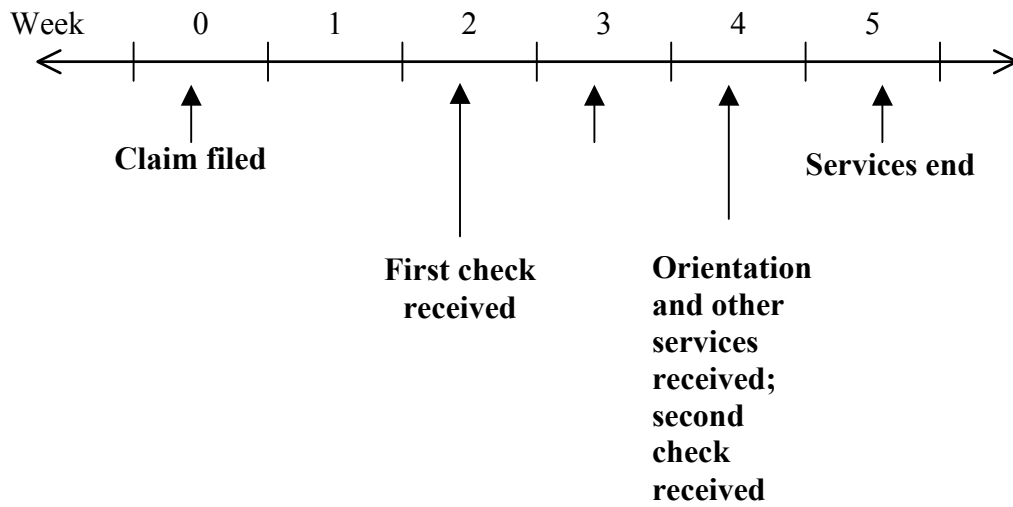 Week 0 1 2 3 4 5
Claim filed
Services end
First check
received
Orientation
and other
services
received;
second
check
received